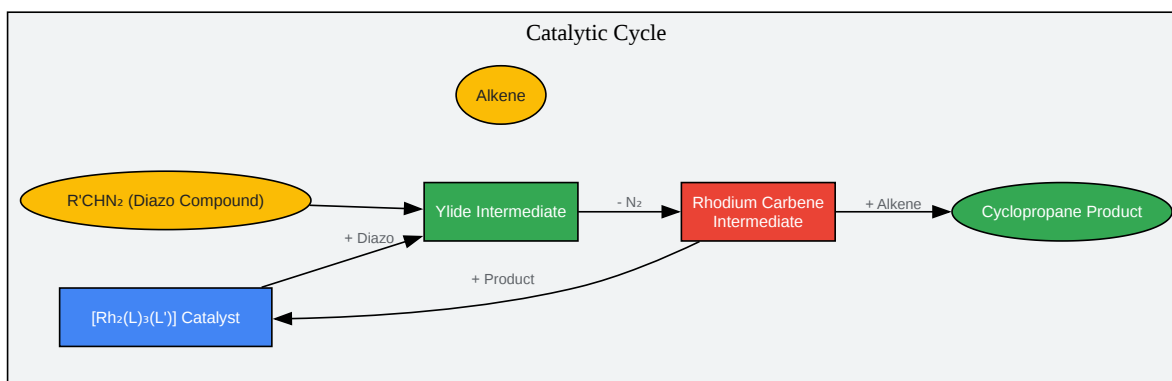 Catalytic Cycle
Alkene
R'CHN₂ (Diazo Compound)
Ylide Intermediate
- N₂
Rhodium Carbene
Intermediate
+ Alkene
Cyclopropane Product
+ Diazo
+ Product
[Rh₂(L)₃(L')] Catalyst